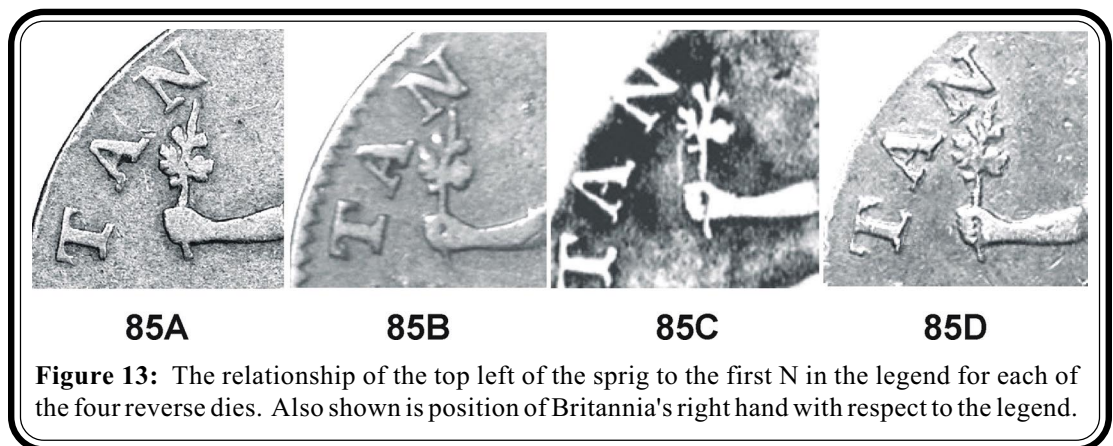 T A N
T A N
T A N
T A N
85A 85B 85C 85D
Figure 13: The relationship of the top left of the sprig to the first N in the legend for each of
the four reverse dies. Also shown is position of Britannia's right hand with respect to the legend.